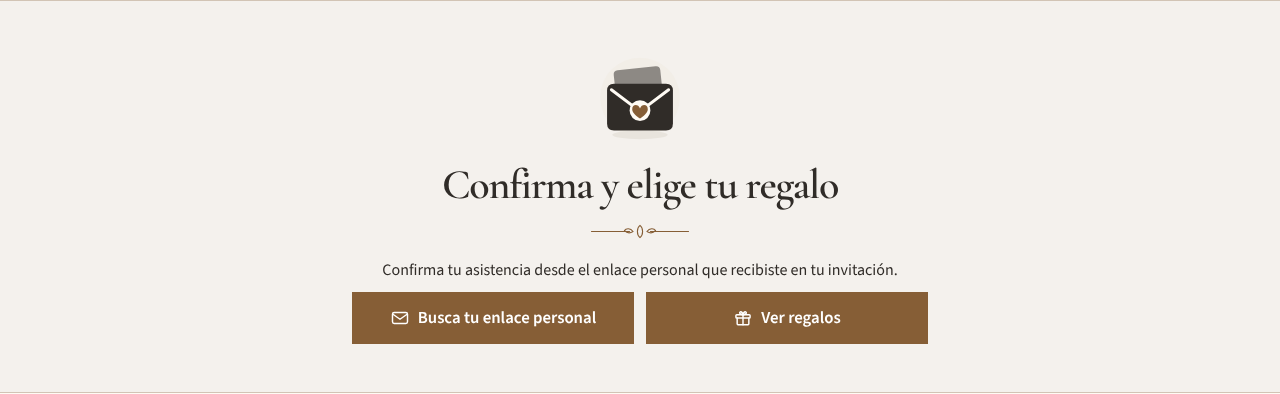 Confirma y elige tu regalo
Confirma tu asistencia desde el enlace personal que recibiste en tu invitación.
Busca tu enlace personal
Ver regalos